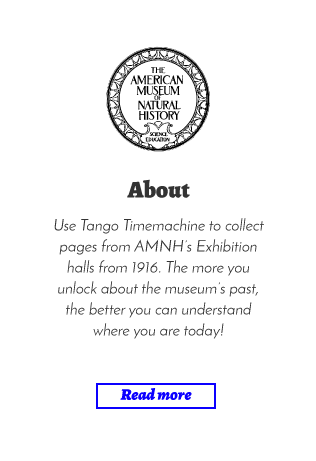 THE
AMERICAN
MUSEUM
OF
NATURAL
HISTORY
SCIENCE
EDUCATION
About
Use Tango Timemachine to collect
pages from AMNH's Exhibition
halls from 1916. The more you
unlock about the museum's past,
the better you can understand
where you are today!
Read more